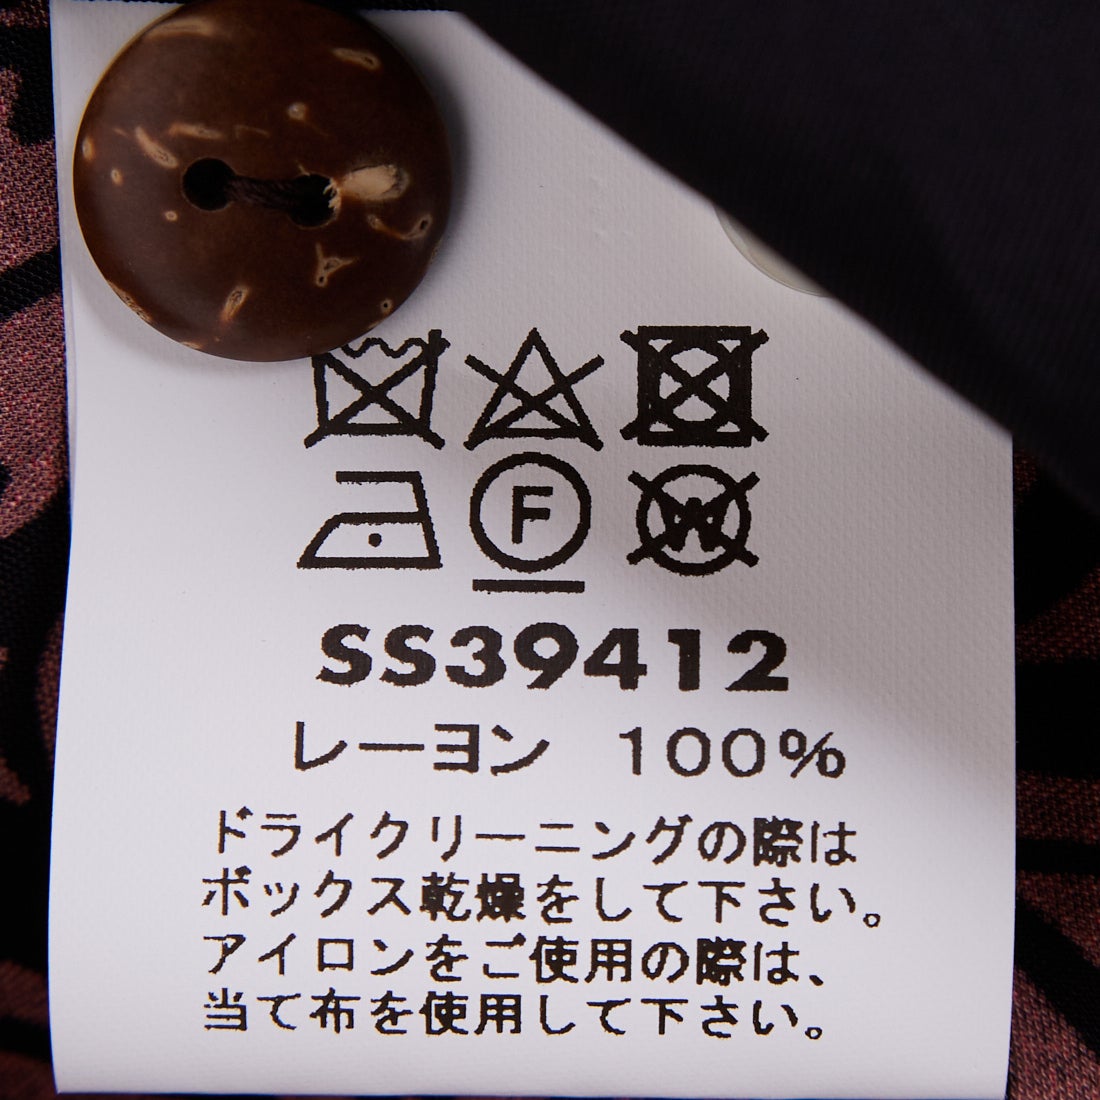 F W
SS39412
レーヨン 100%
ドライクリーニングの際は
ボックス乾燥をして下さい。
アイロンをご使用の際は、
当て布を使用して下さい。